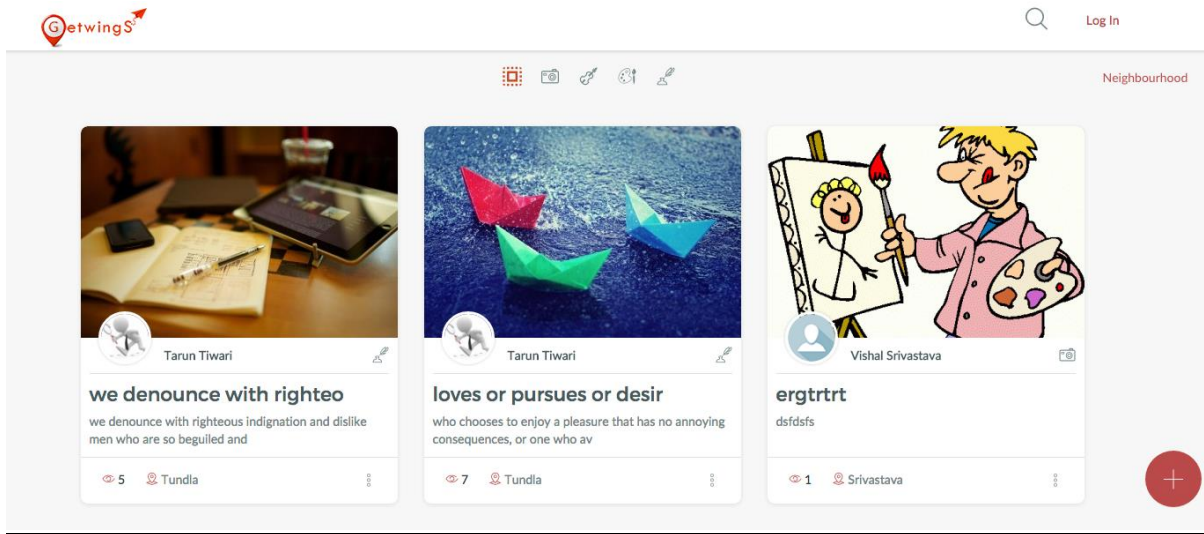 GetwingS
Log In
Neighbourhood
Tarun Tiwari
we denounce with righteo
we denounce with righteous indignation and dislike
men who are so beguiled and
5 Tundla
Tarun Tiwari
loves or pursues or desir
who chooses to enjoy a pleasure that has no annoying
consequences, or one who av
7 Tundla
Vishal Srivastava
ergtrtrt
dsfdsfs
1 Srivastava